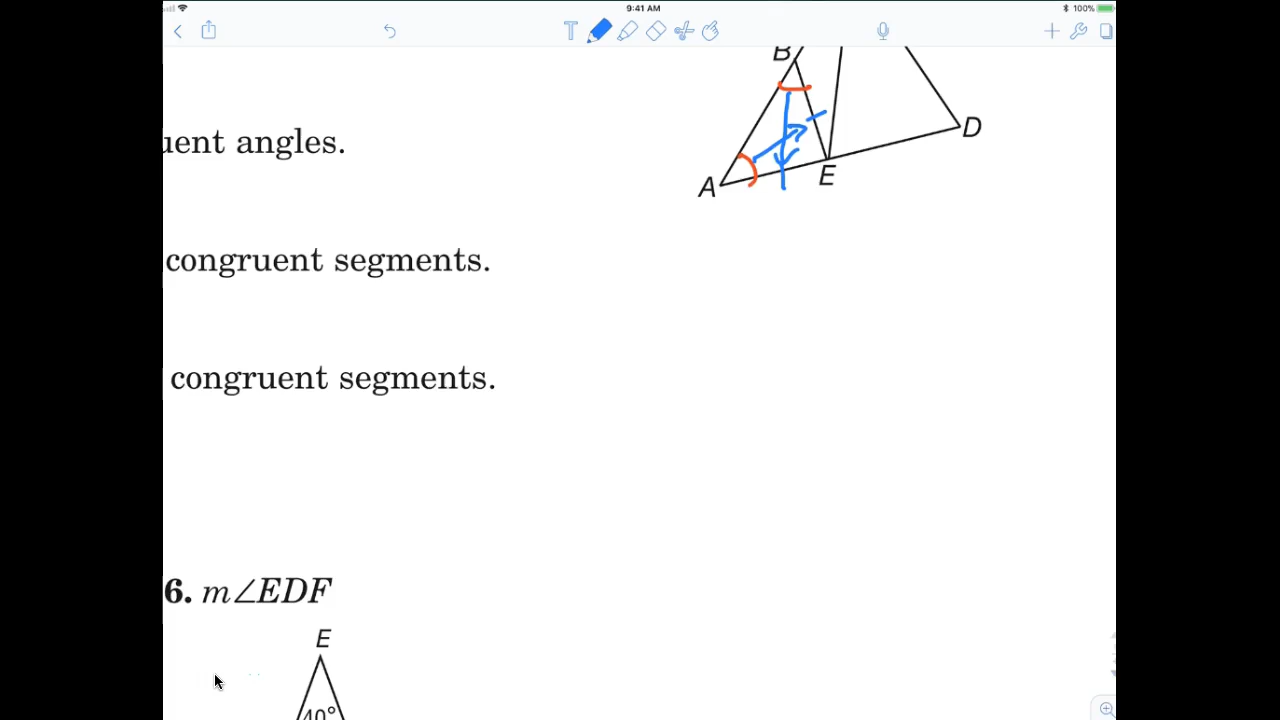 9:41 AM
100%
T
B
D
uent angles.
E
A
congruent segments.
congruent segments.
6. m∠EDF
E
40°